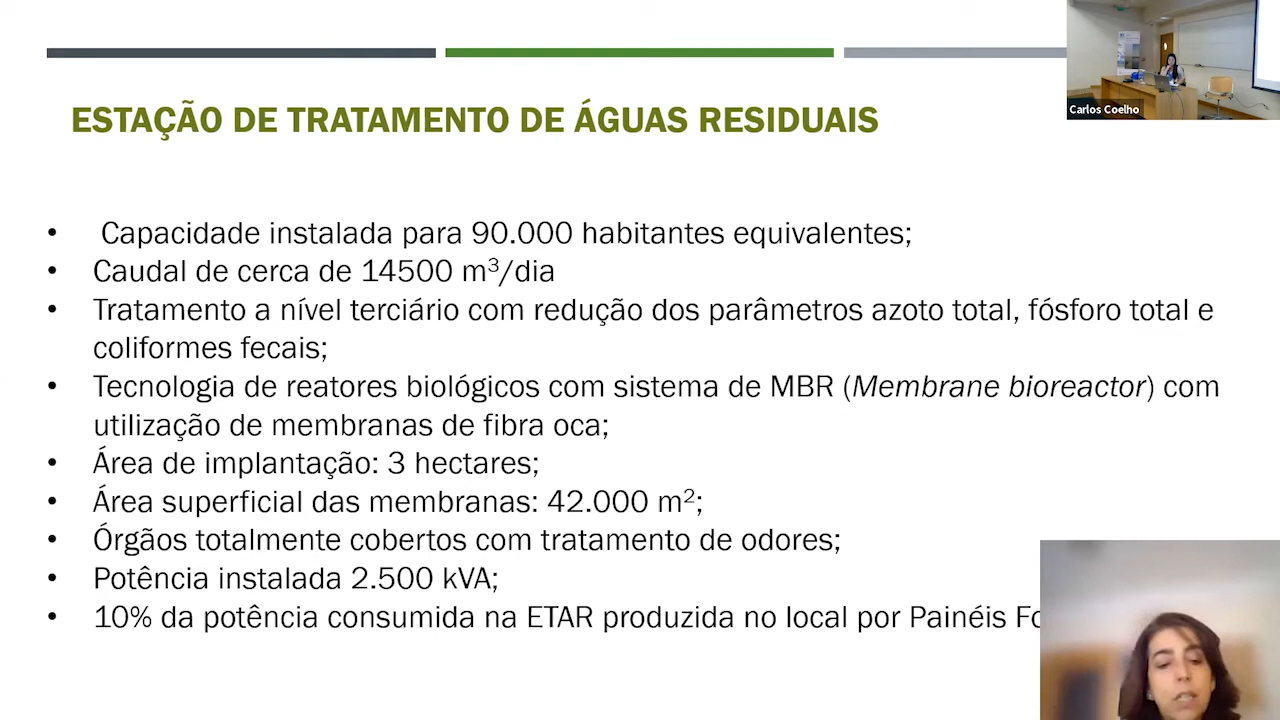 Carlos Coelho
ESTAÇÃO DE TRATAMENTO DE ÁGUAS RESIDUAIS
• Capacidade instalada para 90.000 habitantes equivalentes;
• Caudal de cerca de 14500 m³/dia
• Tratamento a nível terciário com redução dos parâmetros azoto total, fósforo total e
coliformes fecais;
• Tecnologia de reatores biológicos com sistema de MBR (Membrane bioreactor) com
utilização de membranas de fibra oca;
• Área de implantação: 3 hectares;
• Área superficial das membranas: 42.000 m²;
• Órgãos totalmente cobertos com tratamento de odores;
• Potência instalada 2.500 kVA;
• 10% da potência consumida na ETAR produzida no local por Painéis